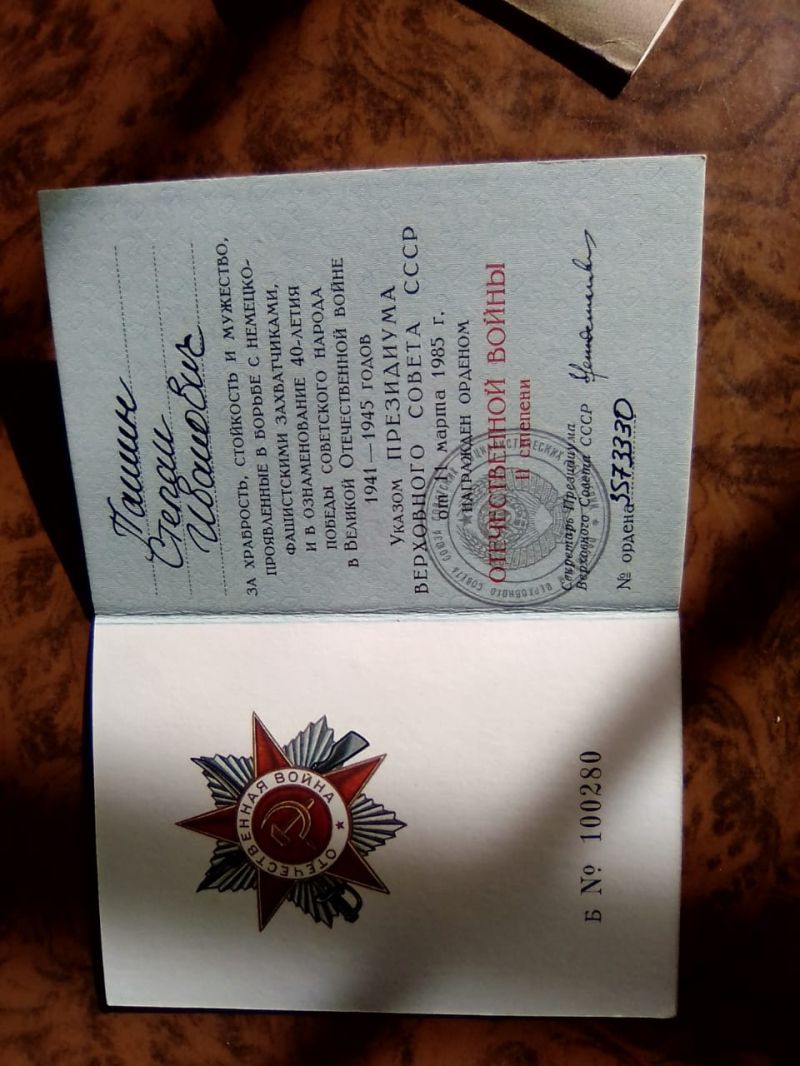 Пашин
Степан
Иванович
ЗА ХРАБРОСТЬ, СТОЙКОСТЬ И МУЖЕСТВО,
ПРОЯВЛЕННЫЕ В БОРЬБЕ С НЕМЕЦКО-
ФАШИСТСКИМИ ЗАХВАТЧИКАМИ,
И В ОЗНАМЕНОВАНИЕ 40-ЛЕТИЯ
ПОБЕДЫ СОВЕТСКОГО НАРОДА
В ВЕЛИКОЙ ОТЕЧЕСТВЕННОЙ ВОЙНЕ
1941—1945 ГОДОВ
УКАЗОМ ПРЕЗИДИУМА
ВЕРХОВНОГО СОВЕТА СССР
от 11 марта 1985 г.
НАГРАЖДЕН ОРДЕНОМ
ОТЕЧЕСТВЕННОЙ ВОЙНЫ
II степени
Секретарь Президиума
Верховного Совета СССР
№ ордена 3573330
ОТЕЧЕСТВЕННАЯ ВОЙНА
Б № 100280